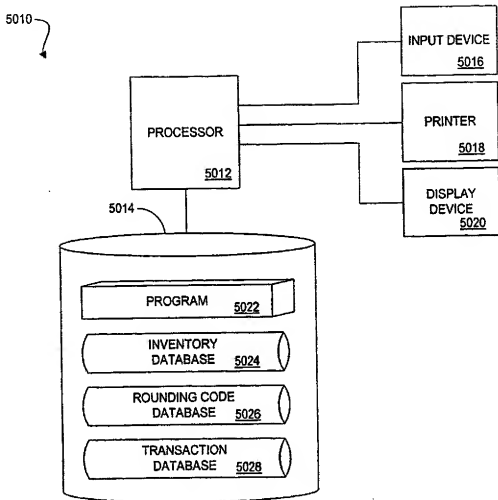 5010
INPUT DEVICE
5016
PROCESSOR
5012
PRINTER
5018
DISPLAY
DEVICE
5020
5014
PROGRAM
5022
INVENTORY
DATABASE
5024
ROUNDING CODE
DATABASE
5026
TRANSACTION
DATABASE
5028